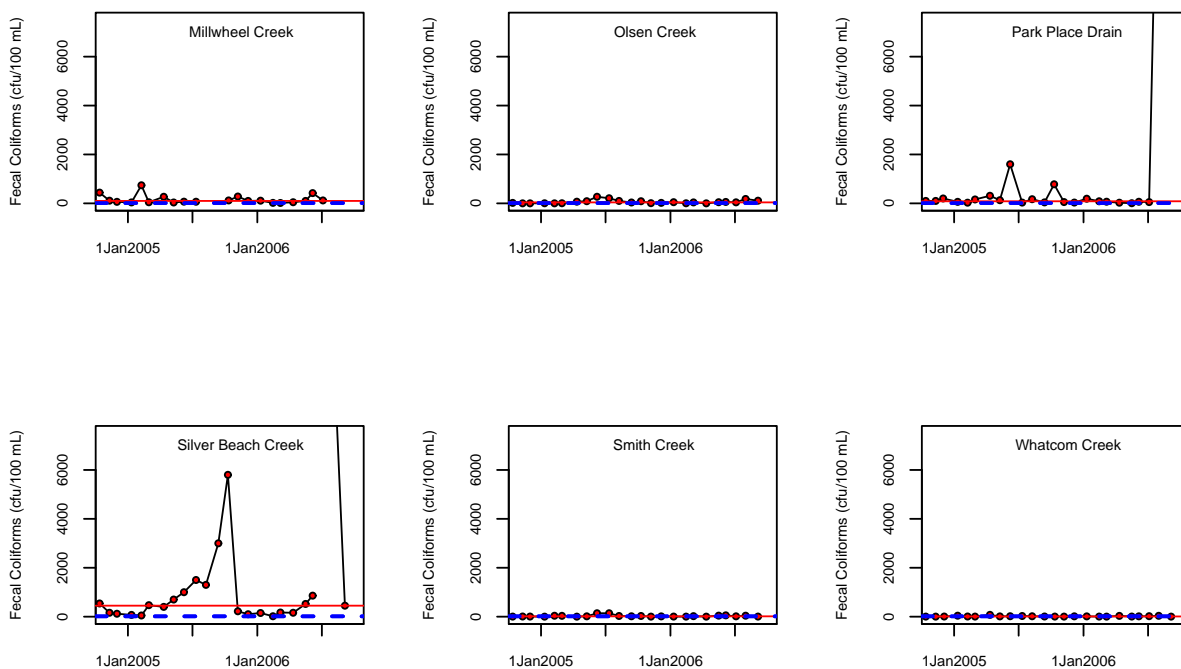 Millwheel Creek
Fecal Coliforms (cfu/100 mL)
0 2000 4000 6000
1Jan2005 1Jan2006
Olsen Creek
Fecal Coliforms (cfu/100 mL)
0 2000 4000 6000
1Jan2005 1Jan2006
Park Place Drain
Fecal Coliforms (cfu/100 mL)
0 2000 4000 6000
1Jan2005 1Jan2006
Silver Beach Creek
Fecal Coliforms (cfu/100 mL)
0 2000 4000 6000
1Jan2005 1Jan2006
Smith Creek
Fecal Coliforms (cfu/100 mL)
0 2000 4000 6000
1Jan2005 1Jan2006
Whatcom Creek
Fecal Coliforms (cfu/100 mL)
0 2000 4000 6000
1Jan2005 1Jan2006